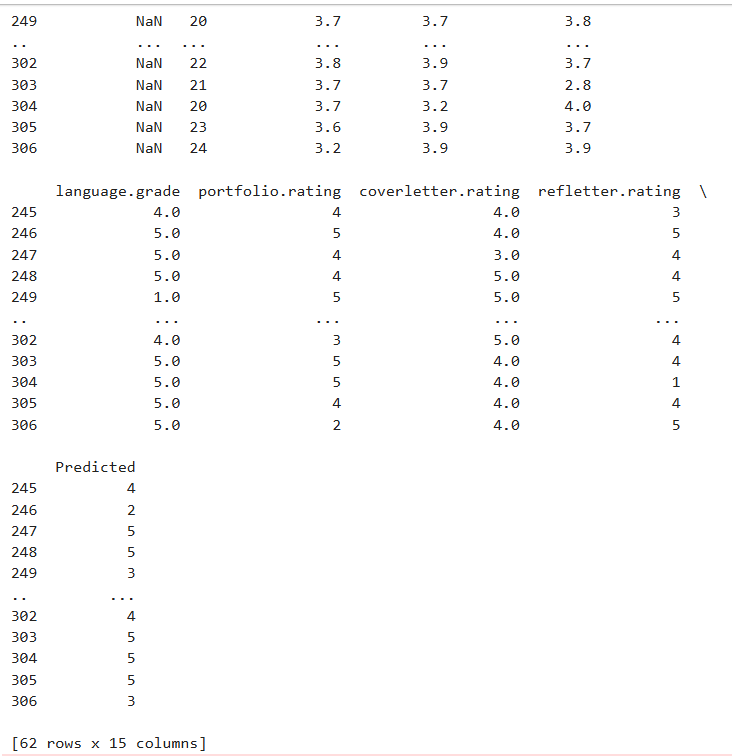 249 NaN 20 3.7 3.7 3.8
.. ... ... ... ... ...
302 NaN 22 3.8 3.9 3.7
303 NaN 21 3.7 3.7 2.8
304 NaN 20 3.7 3.2 4.0
305 NaN 23 3.6 3.9 3.7
306 NaN 24 3.2 3.9 3.9
language.grade portfolio.rating coverletter.rating refletter.rating \
245 4.0 4 4.0 3
246 5.0 5 4.0 5
247 5.0 4 3.0 4
248 5.0 4 5.0 4
249 1.0 5 5.0 5
.. ... ... ... ...
302 4.0 3 5.0 4
303 5.0 5 4.0 4
304 5.0 5 4.0 1
305 5.0 4 4.0 4
306 5.0 2 4.0 5
Predicted
245 4
246 2
247 5
248 5
249 3
.. ...
302 4
303 5
304 5
305 5
306 3
[62 rows x 15 columns]